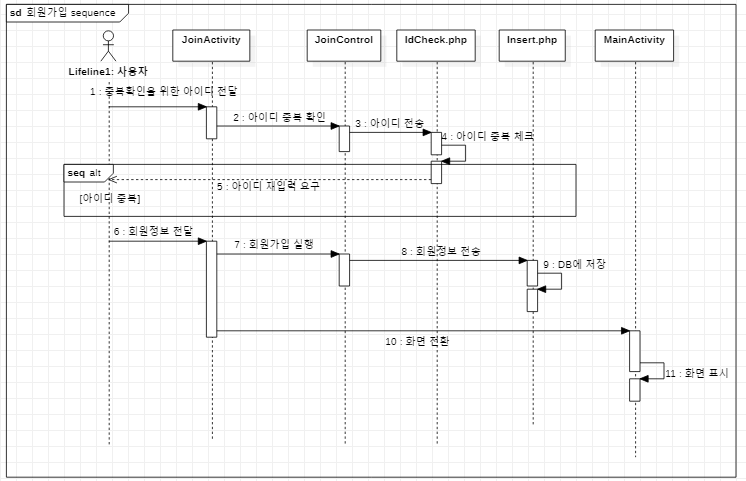 sd 회원가입 sequence
JoinActivity
JoinControl
IdCheck.php
Insert.php
MainActivity
Lifeline1: 사용자
1 : 중복확인을 위한 아이디 전달
2 : 아이디 중복 확인
3 : 아이디 전송
4 : 아이디 중복 체크
seq alt
5 : 아이디 재입력 요구
[아이디 중복]
6 : 회원정보 전달
7 : 회원가입 실행
8 : 회원정보 전송
9 : DB에 저장
10 : 화면 전환
11 : 화면 표시